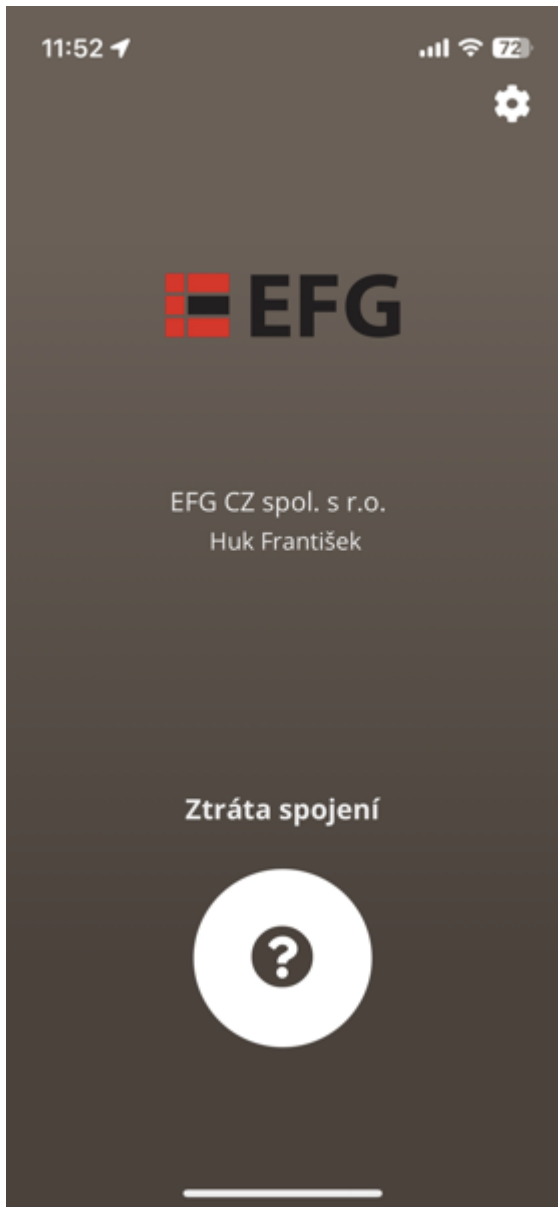 11:52
72
EFG
EFG CZ spol. s r.o.
Huk František
Ztráta spojení
?